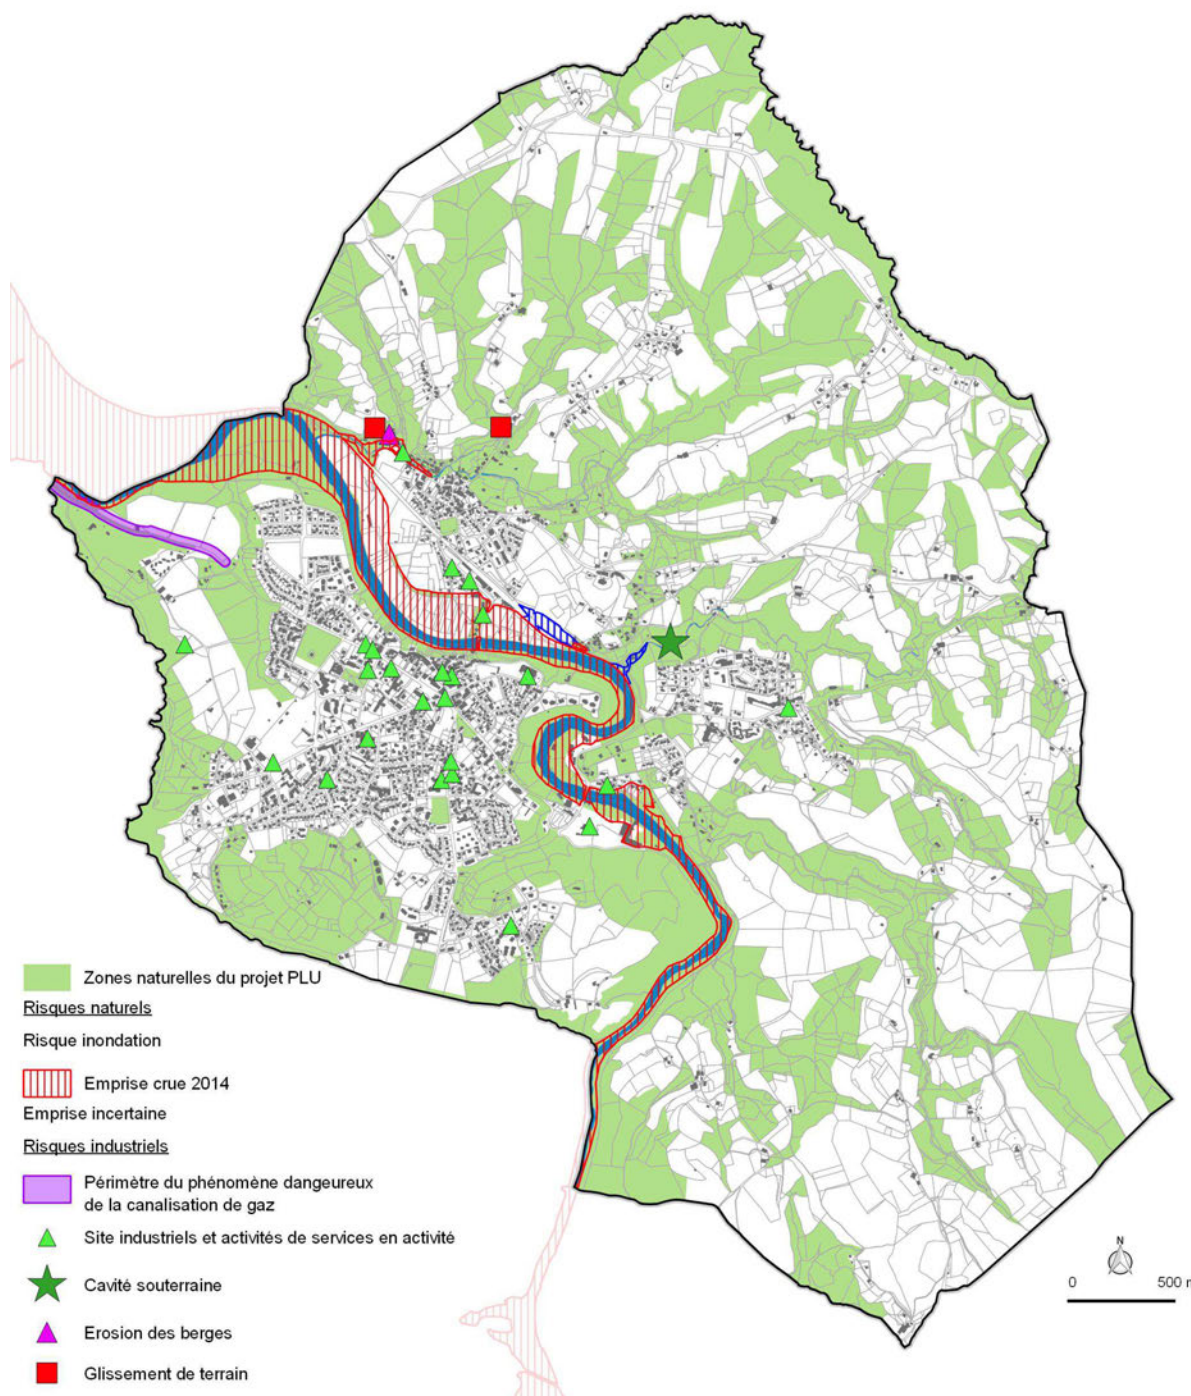 Zones naturelles du projet PLU
Risques naturels
Risque inondation
Emprise crue 2014
Emprise incertaine
Risques industriels
Périmètre du phénomène dangeureux
de la canalisation de gaz
Site industriels et activités de services en activité
Cavité souterraine
Erosion des berges
Glissement de terrain
N
0 500 m